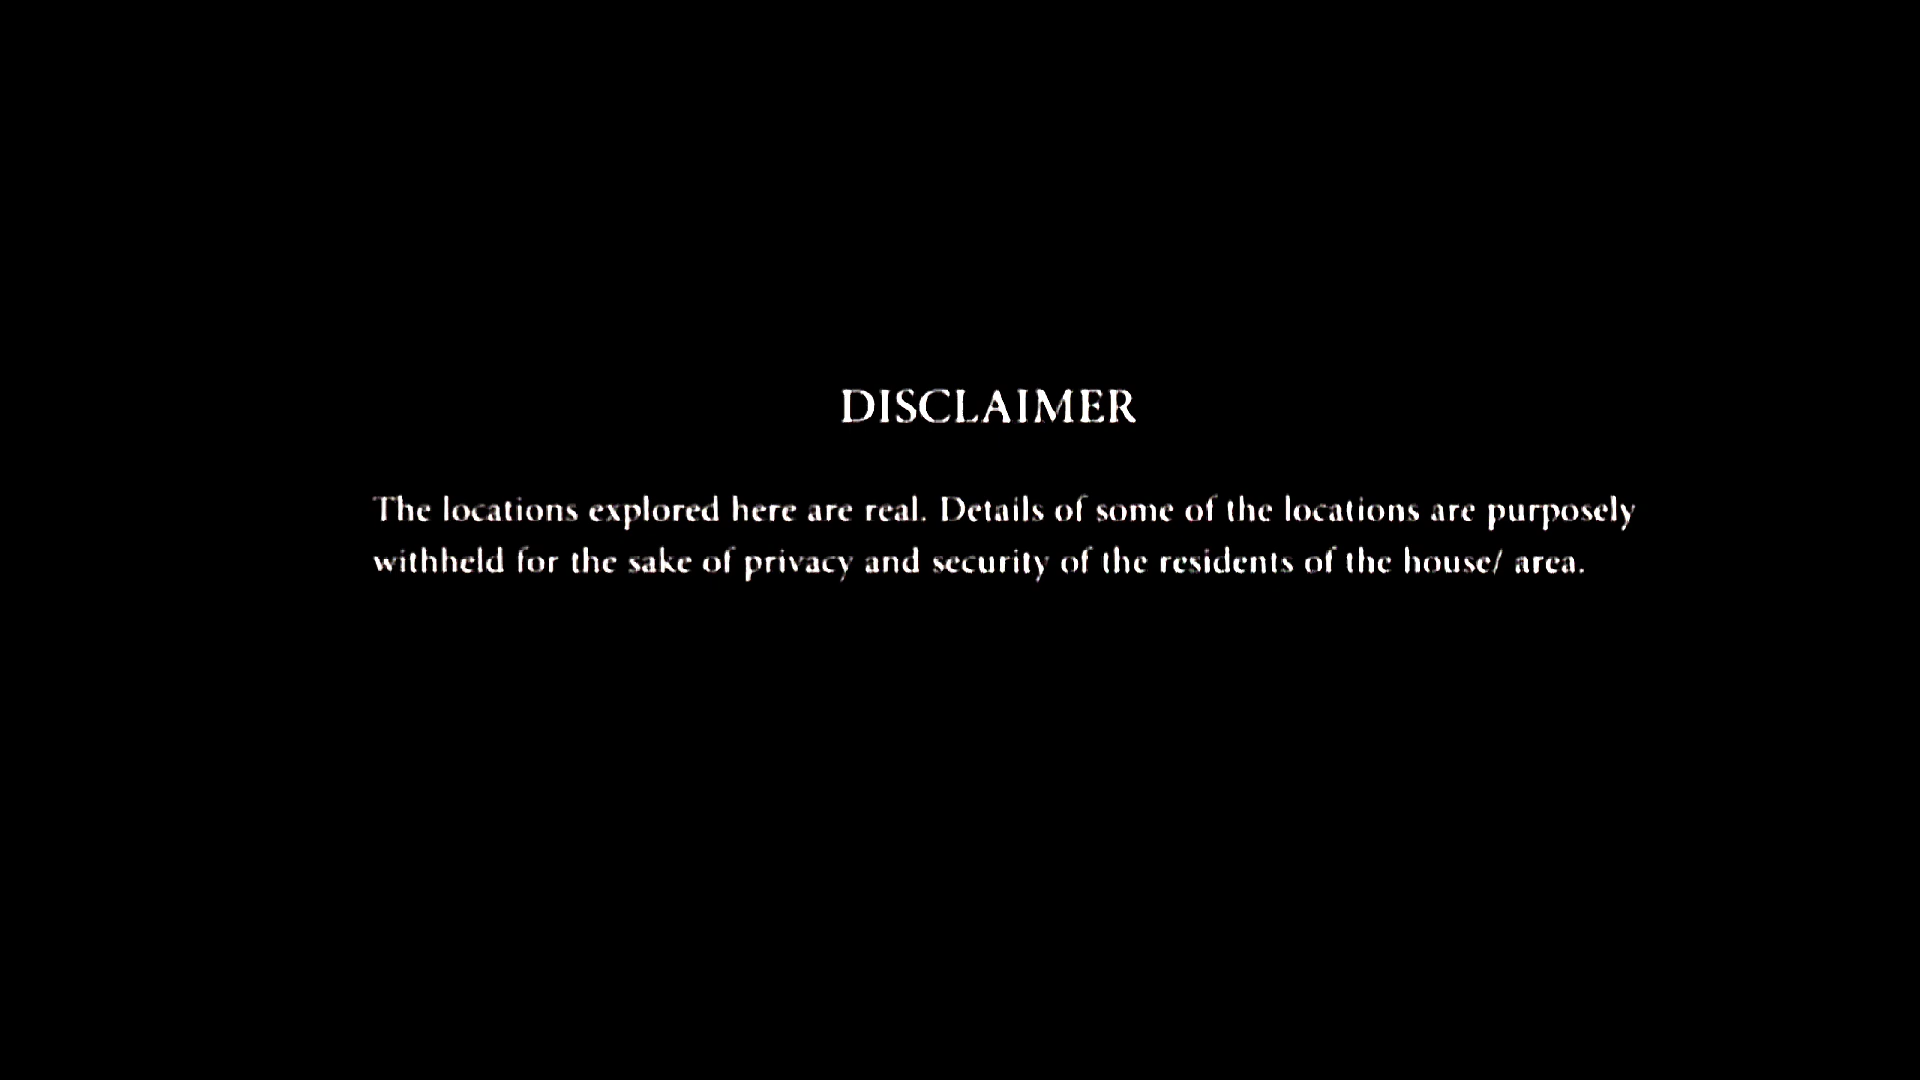 DISCLAIMER
The locations explored here are real. Details of some of the locations are purposely
withheld for the sake of privacy and security of the residents of the house/ area.